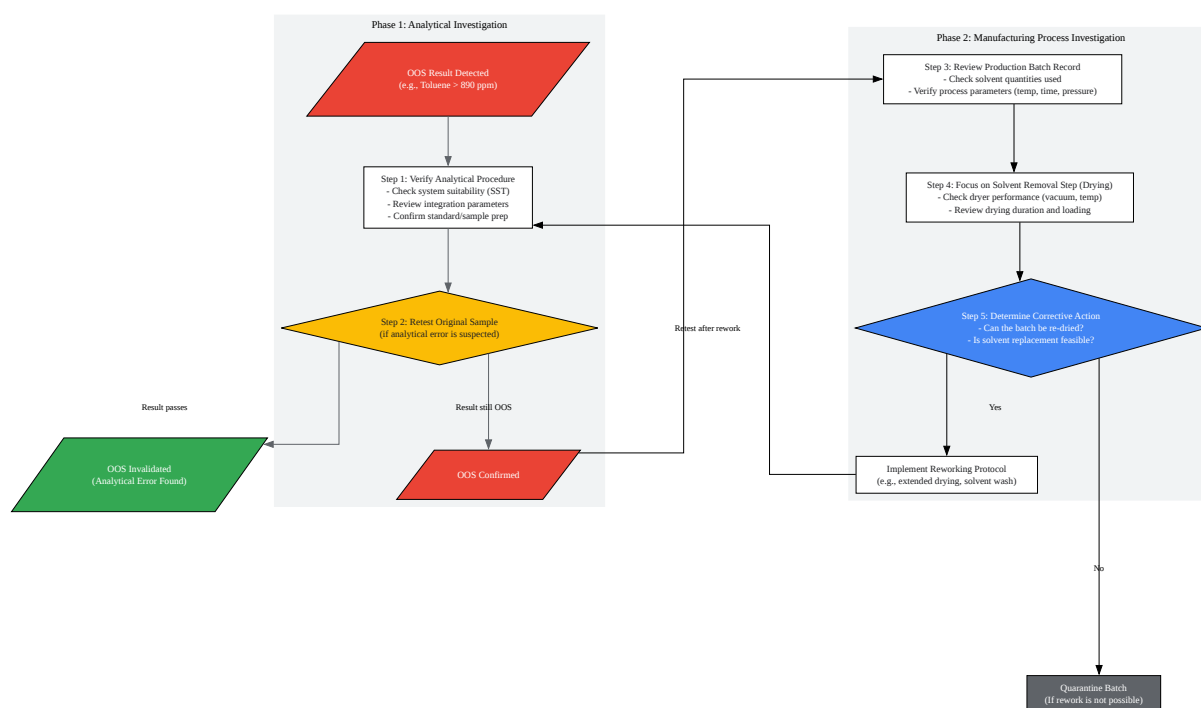 Phase 1: Analytical Investigation
OOS Result Detected
(e.g., Toluene > 890 ppm)
Step 1: Verify Analytical Procedure
- Check system suitability (SST)
- Review integration parameters
- Confirm standard/sample prep
Step 2: Retest Original Sample
(if analytical error is suspected)
Result passes
Result still OOS
OOS Invalidated
(Analytical Error Found)
OOS Confirmed
Retest after rework
Phase 2: Manufacturing Process Investigation
Step 3: Review Production Batch Record
- Check solvent quantities used
- Verify process parameters (temp, time, pressure)
Step 4: Focus on Solvent Removal Step (Drying)
- Check dryer performance (vacuum, temp)
- Review drying duration and loading
Step 5: Determine Corrective Action
- Can the batch be re-dried?
- Is solvent replacement feasible?
Yes
Implement Reworking Protocol
(e.g., extended drying, solvent wash)
No
Quarantine Batch
(If rework is not possible)